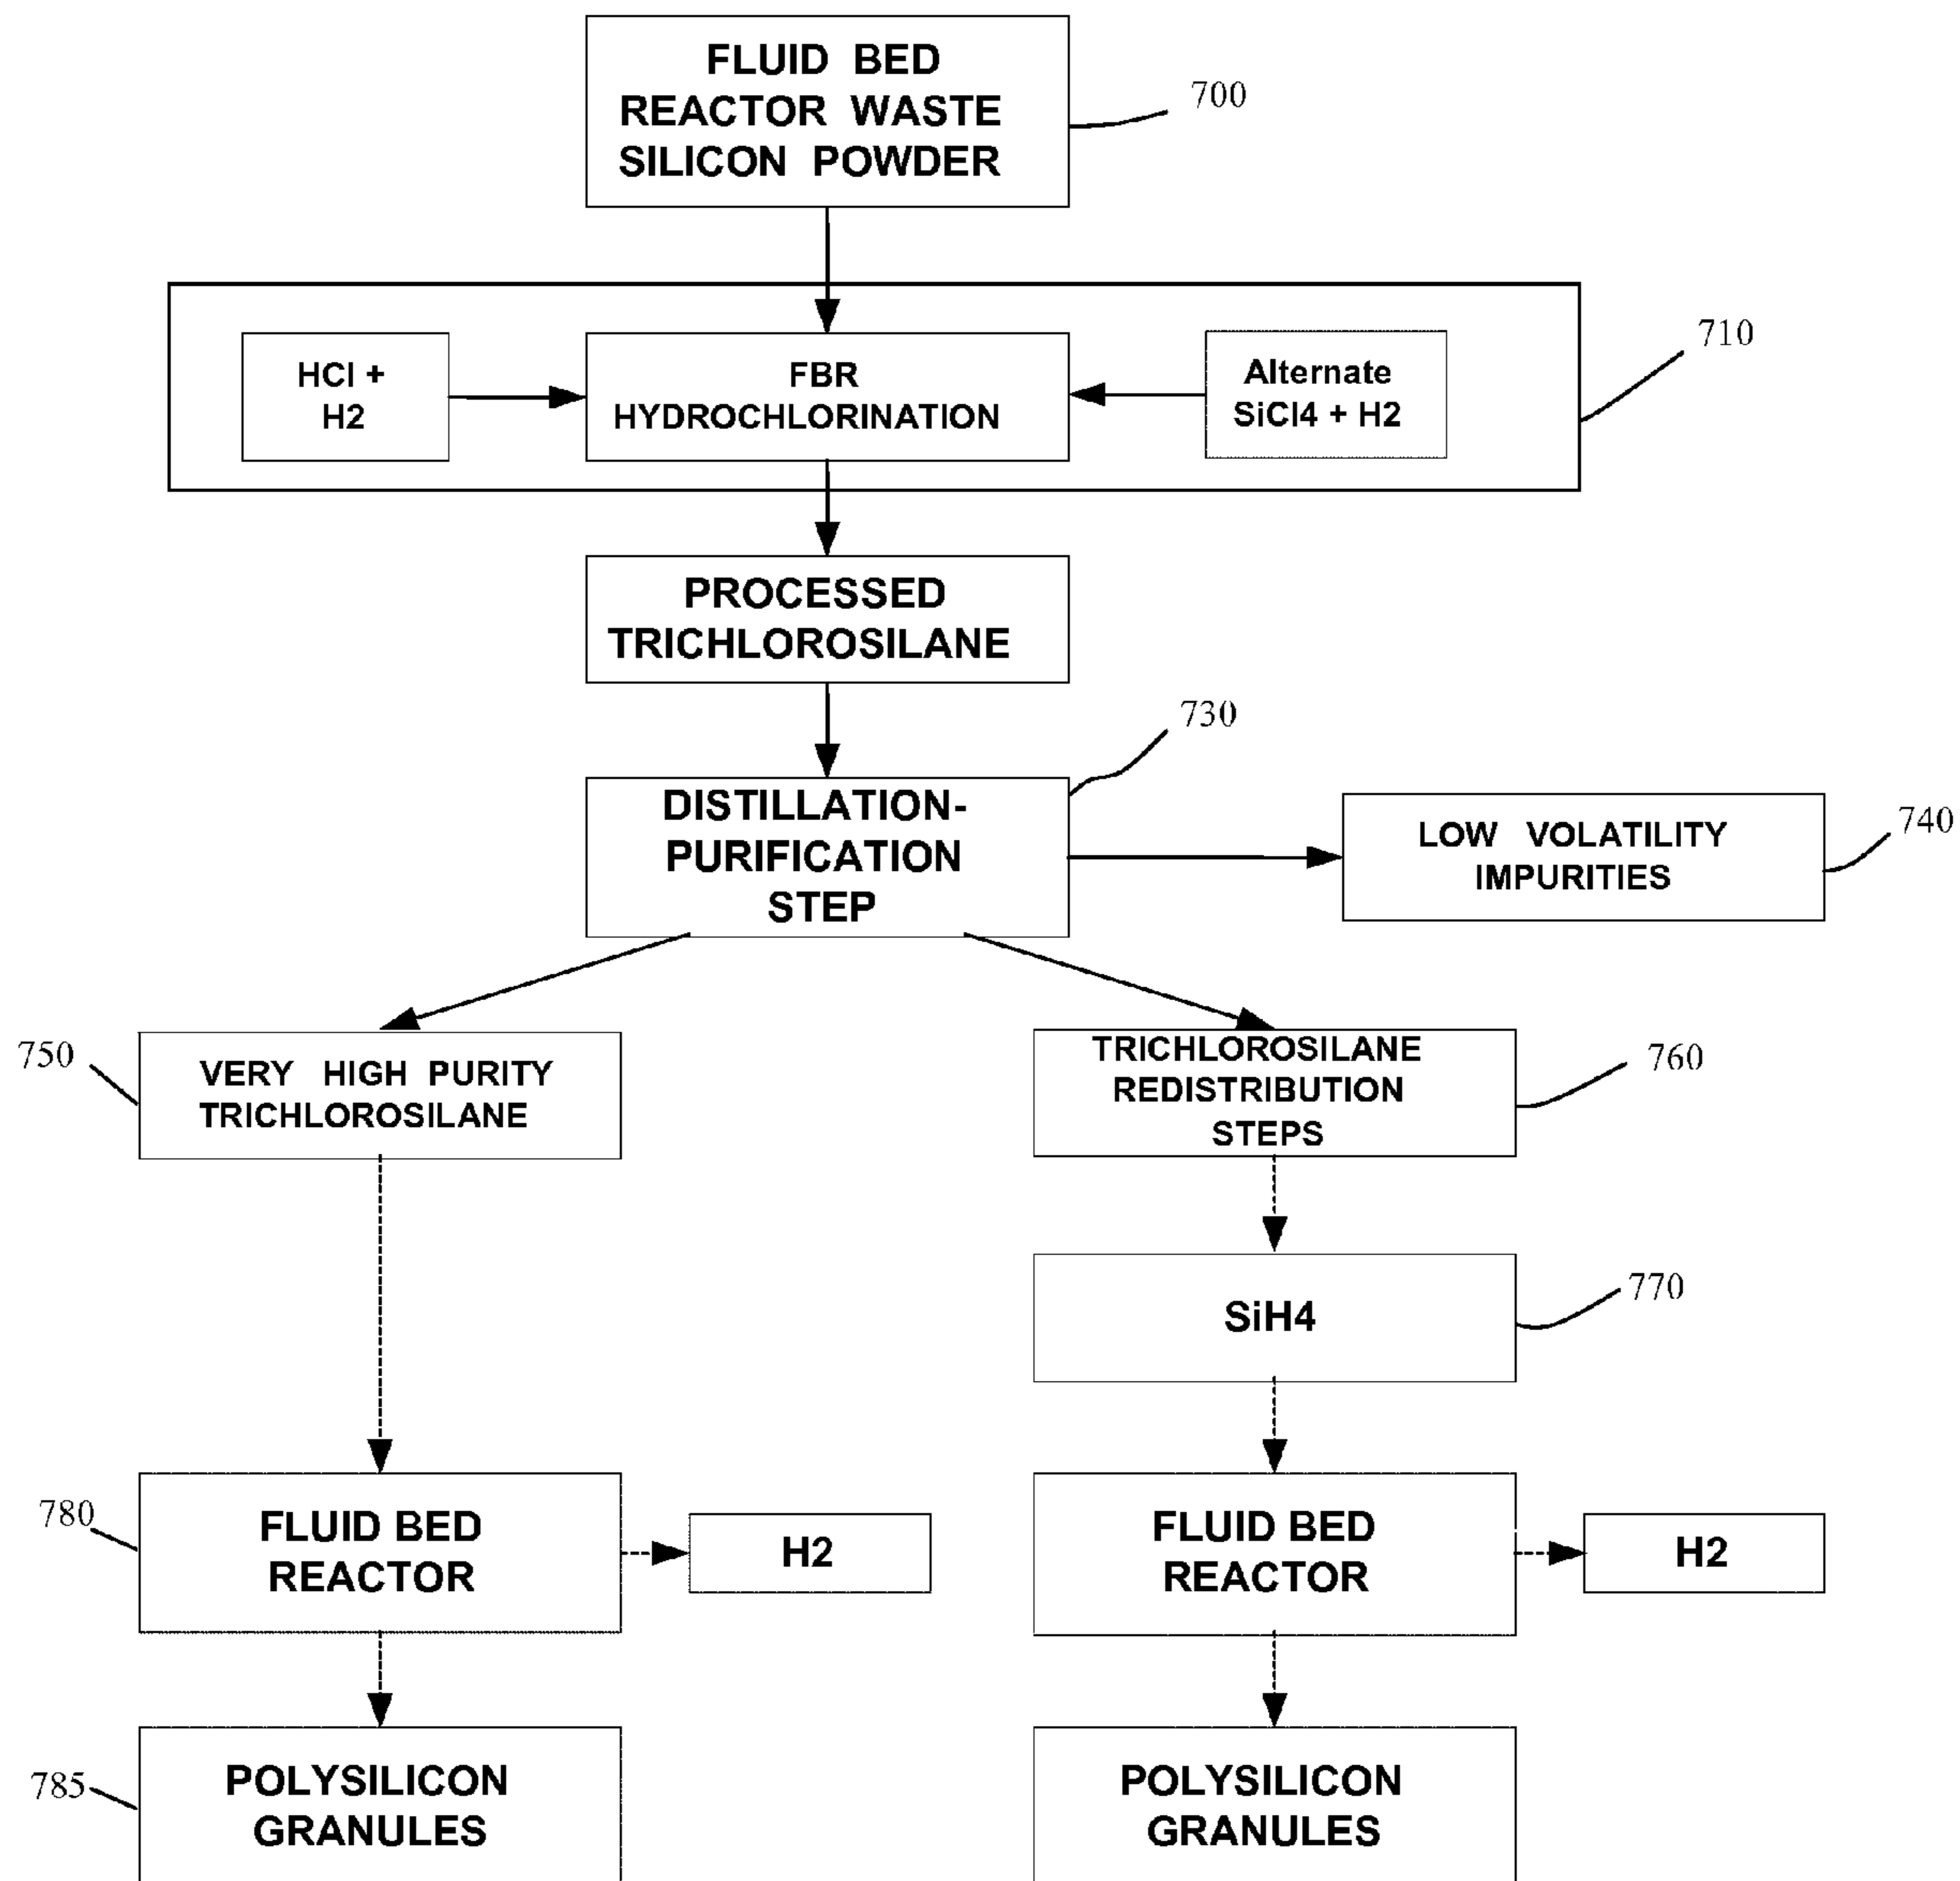 FLUID BED
REACTOR WASTE
SILICON POWDER
700
HCl +
H2
FBR
HYDROCHLORINATION
Alternate
SiCl4 + H2
710
PROCESSED
TRICHLOROSILANE
730
DISTILLATION-
PURIFICATION
STEP
LOW VOLATILITY
IMPURITIES
740
750
VERY HIGH PURITY
TRICHLOROSILANE
TRICHLOROSILANE
REDISTRIBUTION
STEPS
760
SiH4
770
780
FLUID BED
REACTOR
H2
FLUID BED
REACTOR
H2
785
POLYSILICON
GRANULES
POLYSILICON
GRANULES